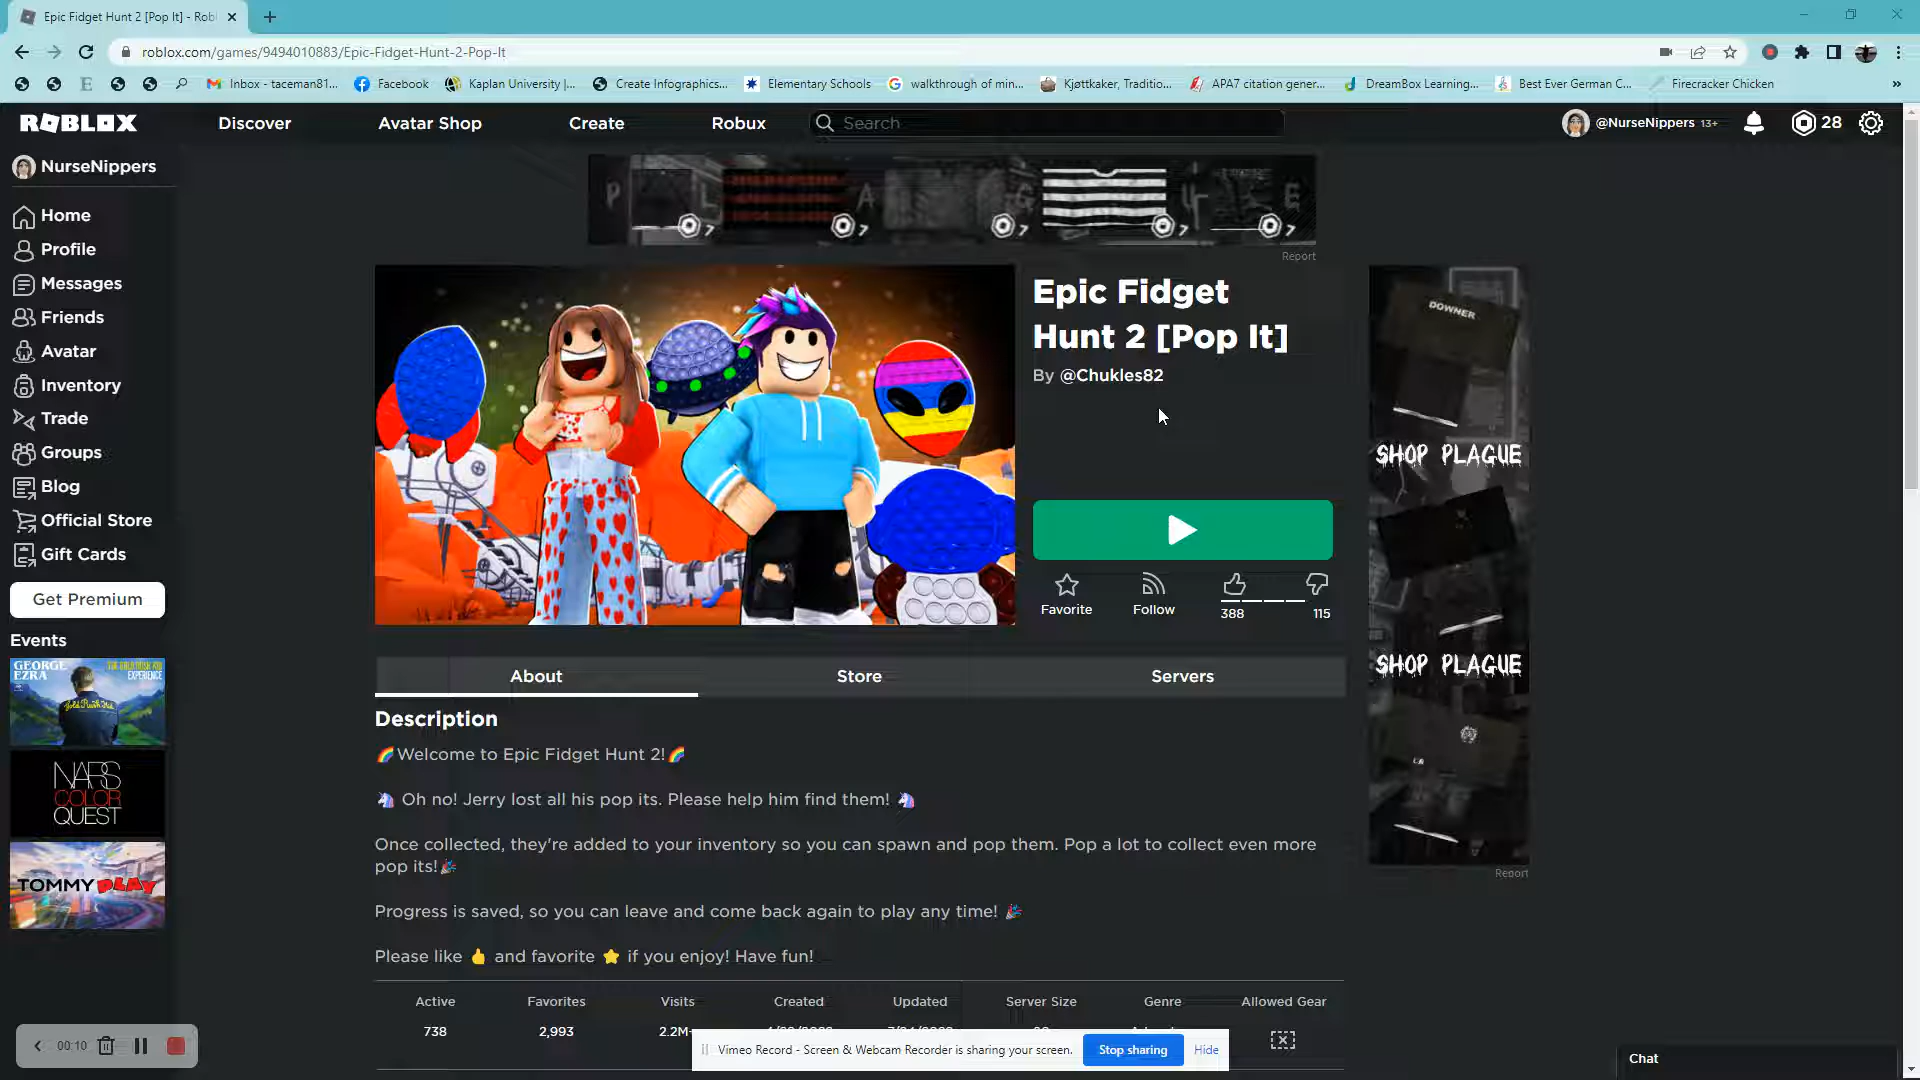 Epic Fidget Hunt 2 [Pop It] - Rob
roblox.com/games/9494010883/Epic-Fidget-Hunt-2-Pop-It
Inbox - taceman81...
Facebook
Kaplan University |...
Create Infographics...
Elementary Schools
walkthrough of min...
Kjøttkaker, Traditio...
APA7 citation gener...
DreamBox Learning,...
Best Ever German C...
Firecracker Chicken
ROBLOX
Discover
Avatar Shop
Create
Robux
Search
@NurseNippers 13+
28
NurseNippers
Home
Profile
Messages
Friends
Avatar
Inventory
Trade
Groups
Blog
Official Store
Gift Cards
Get Premium
Events
GEORGE
EZRA
NARS
COLOR
QUEST
TOMMY PLAY
P L A G U E
7 7 7 7 7
Report
Epic Fidget
Hunt 2 [Pop It]
By @Chukles82
Favorite
Follow
388
115
DOWNER
SHOP PLAGUE
SHOP PLAGUE
Report
About
Store
Servers
Description
🌈Welcome to Epic Fidget Hunt 2!🌈
🦄 Oh no! Jerry lost all his pop its. Please help him find them! 🦄
Once collected, they're added to your inventory so you can spawn and pop them. Pop a lot to collect even more
pop its!🎉
Progress is saved, so you can leave and come back again to play any time! 🎉
Please like 👍 and favorite ⭐ if you enjoy! Have fun!
Active
Favorites
Visits
Created
Updated
Server Size
Genre
Allowed Gear
738
2,993
2.2M+
00:10
Vimeo Record - Screen & Webcam Recorder is sharing your screen.
Stop sharing
Hide
Chat